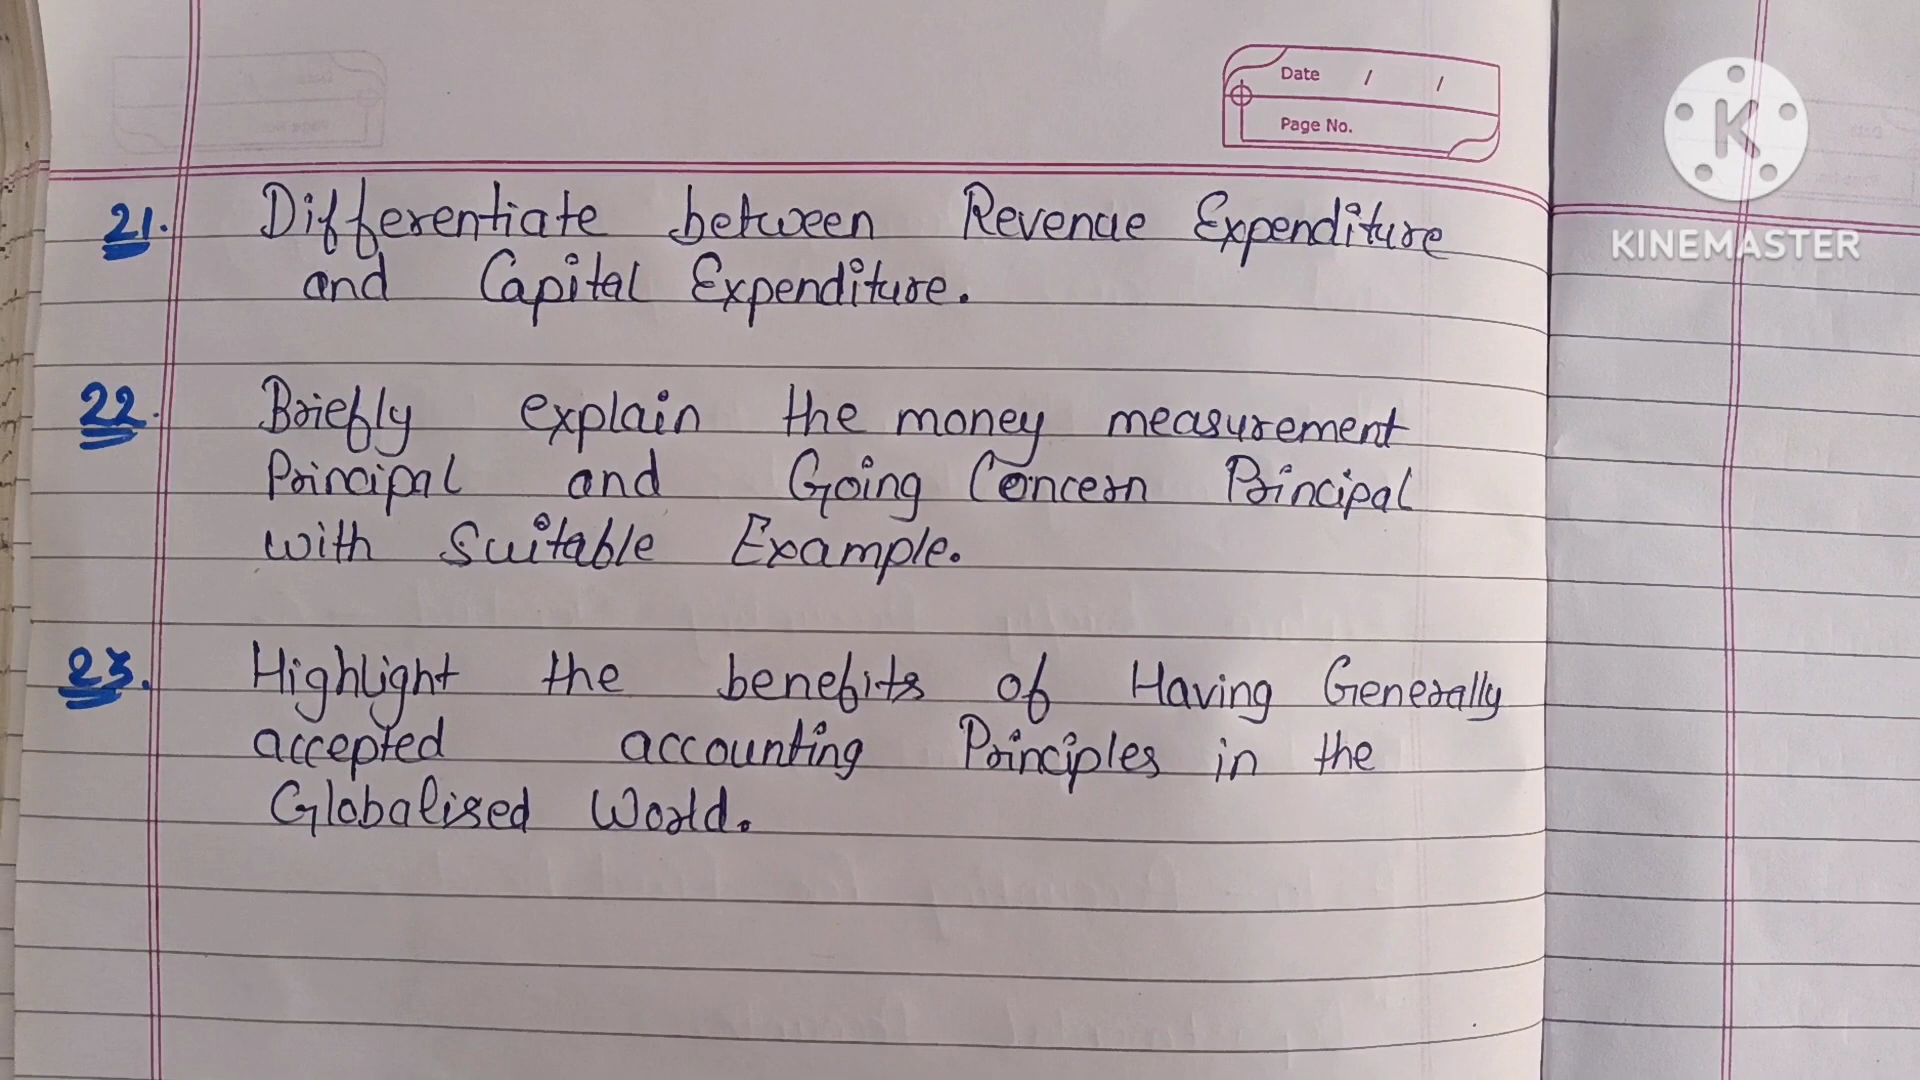 Date / /
Page No.
K
KINEMASTER
21. Differentiate between Revenue Expenditure
and Capital Expenditure.
22. Briefly explain the money measurement
Principal and Going Concern Principal
with Suitable Example.
23. Highlight the benefits of Having Generally
accepted accounting Principles in the
Globalised World.